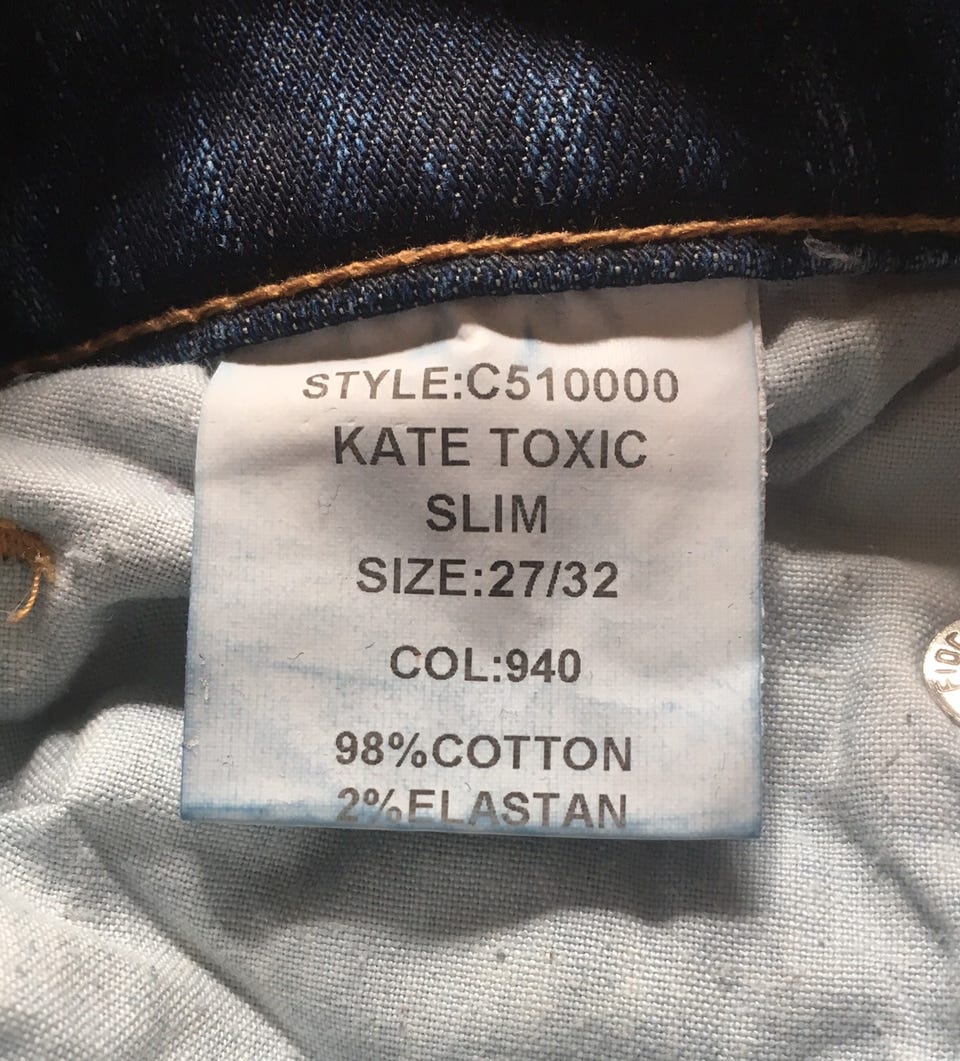 STYLE:C510000
KATE TOXIC
SLIM
SIZE:27/32
COL:940
98%COTTON
2%ELASTAN